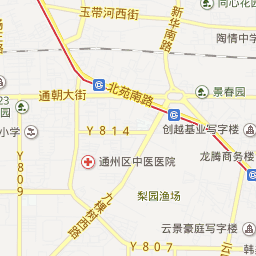 同心花园
玉带河西街
新华南路
陶情中学
北苑南路
通朝大街
景春园
23
小学
Y814
创越基业写字楼
龙腾商务楼
通州区中医医院
Y809
梨园渔场
九棵树西路
云景豪庭写字楼
Y807
云